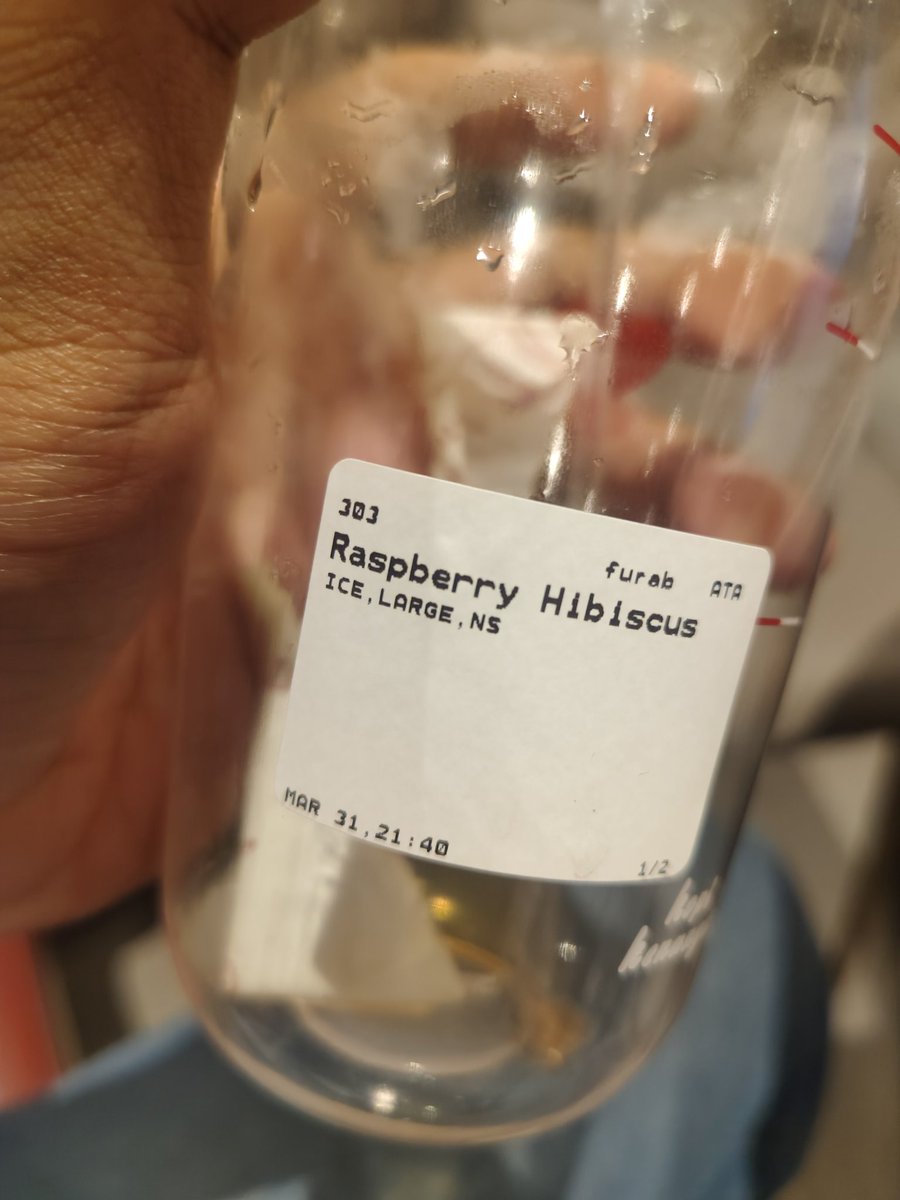 303
furab ATA
Raspberry Hibiscus
ICE,LARGE,NS
MAR 31,21:40
1/2